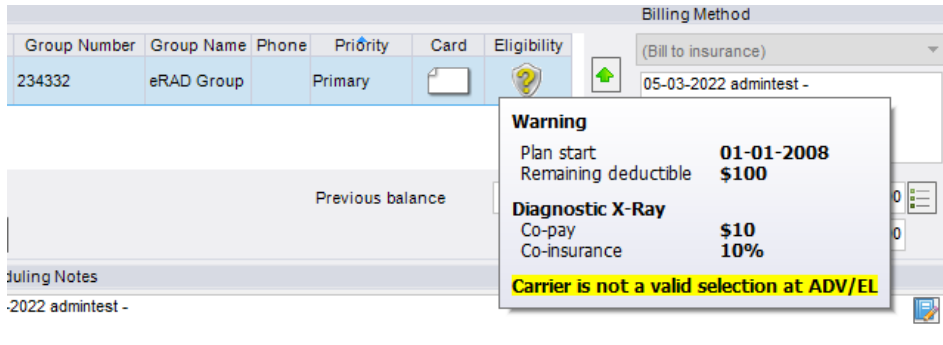 Billing Method
Group Number Group Name Phone Priority Card Eligibility
(Bill to insurance)
234332 eRAD Group Primary
05-03-2022 admintest -
Warning
Plan start 01-01-2008
Remaining deductible $100
Previous balance
Diagnostic X-Ray
Co-pay $10
Co-insurance 10%
duling Notes
Carrier is not a valid selection at ADV/EL
-2022 admintest -